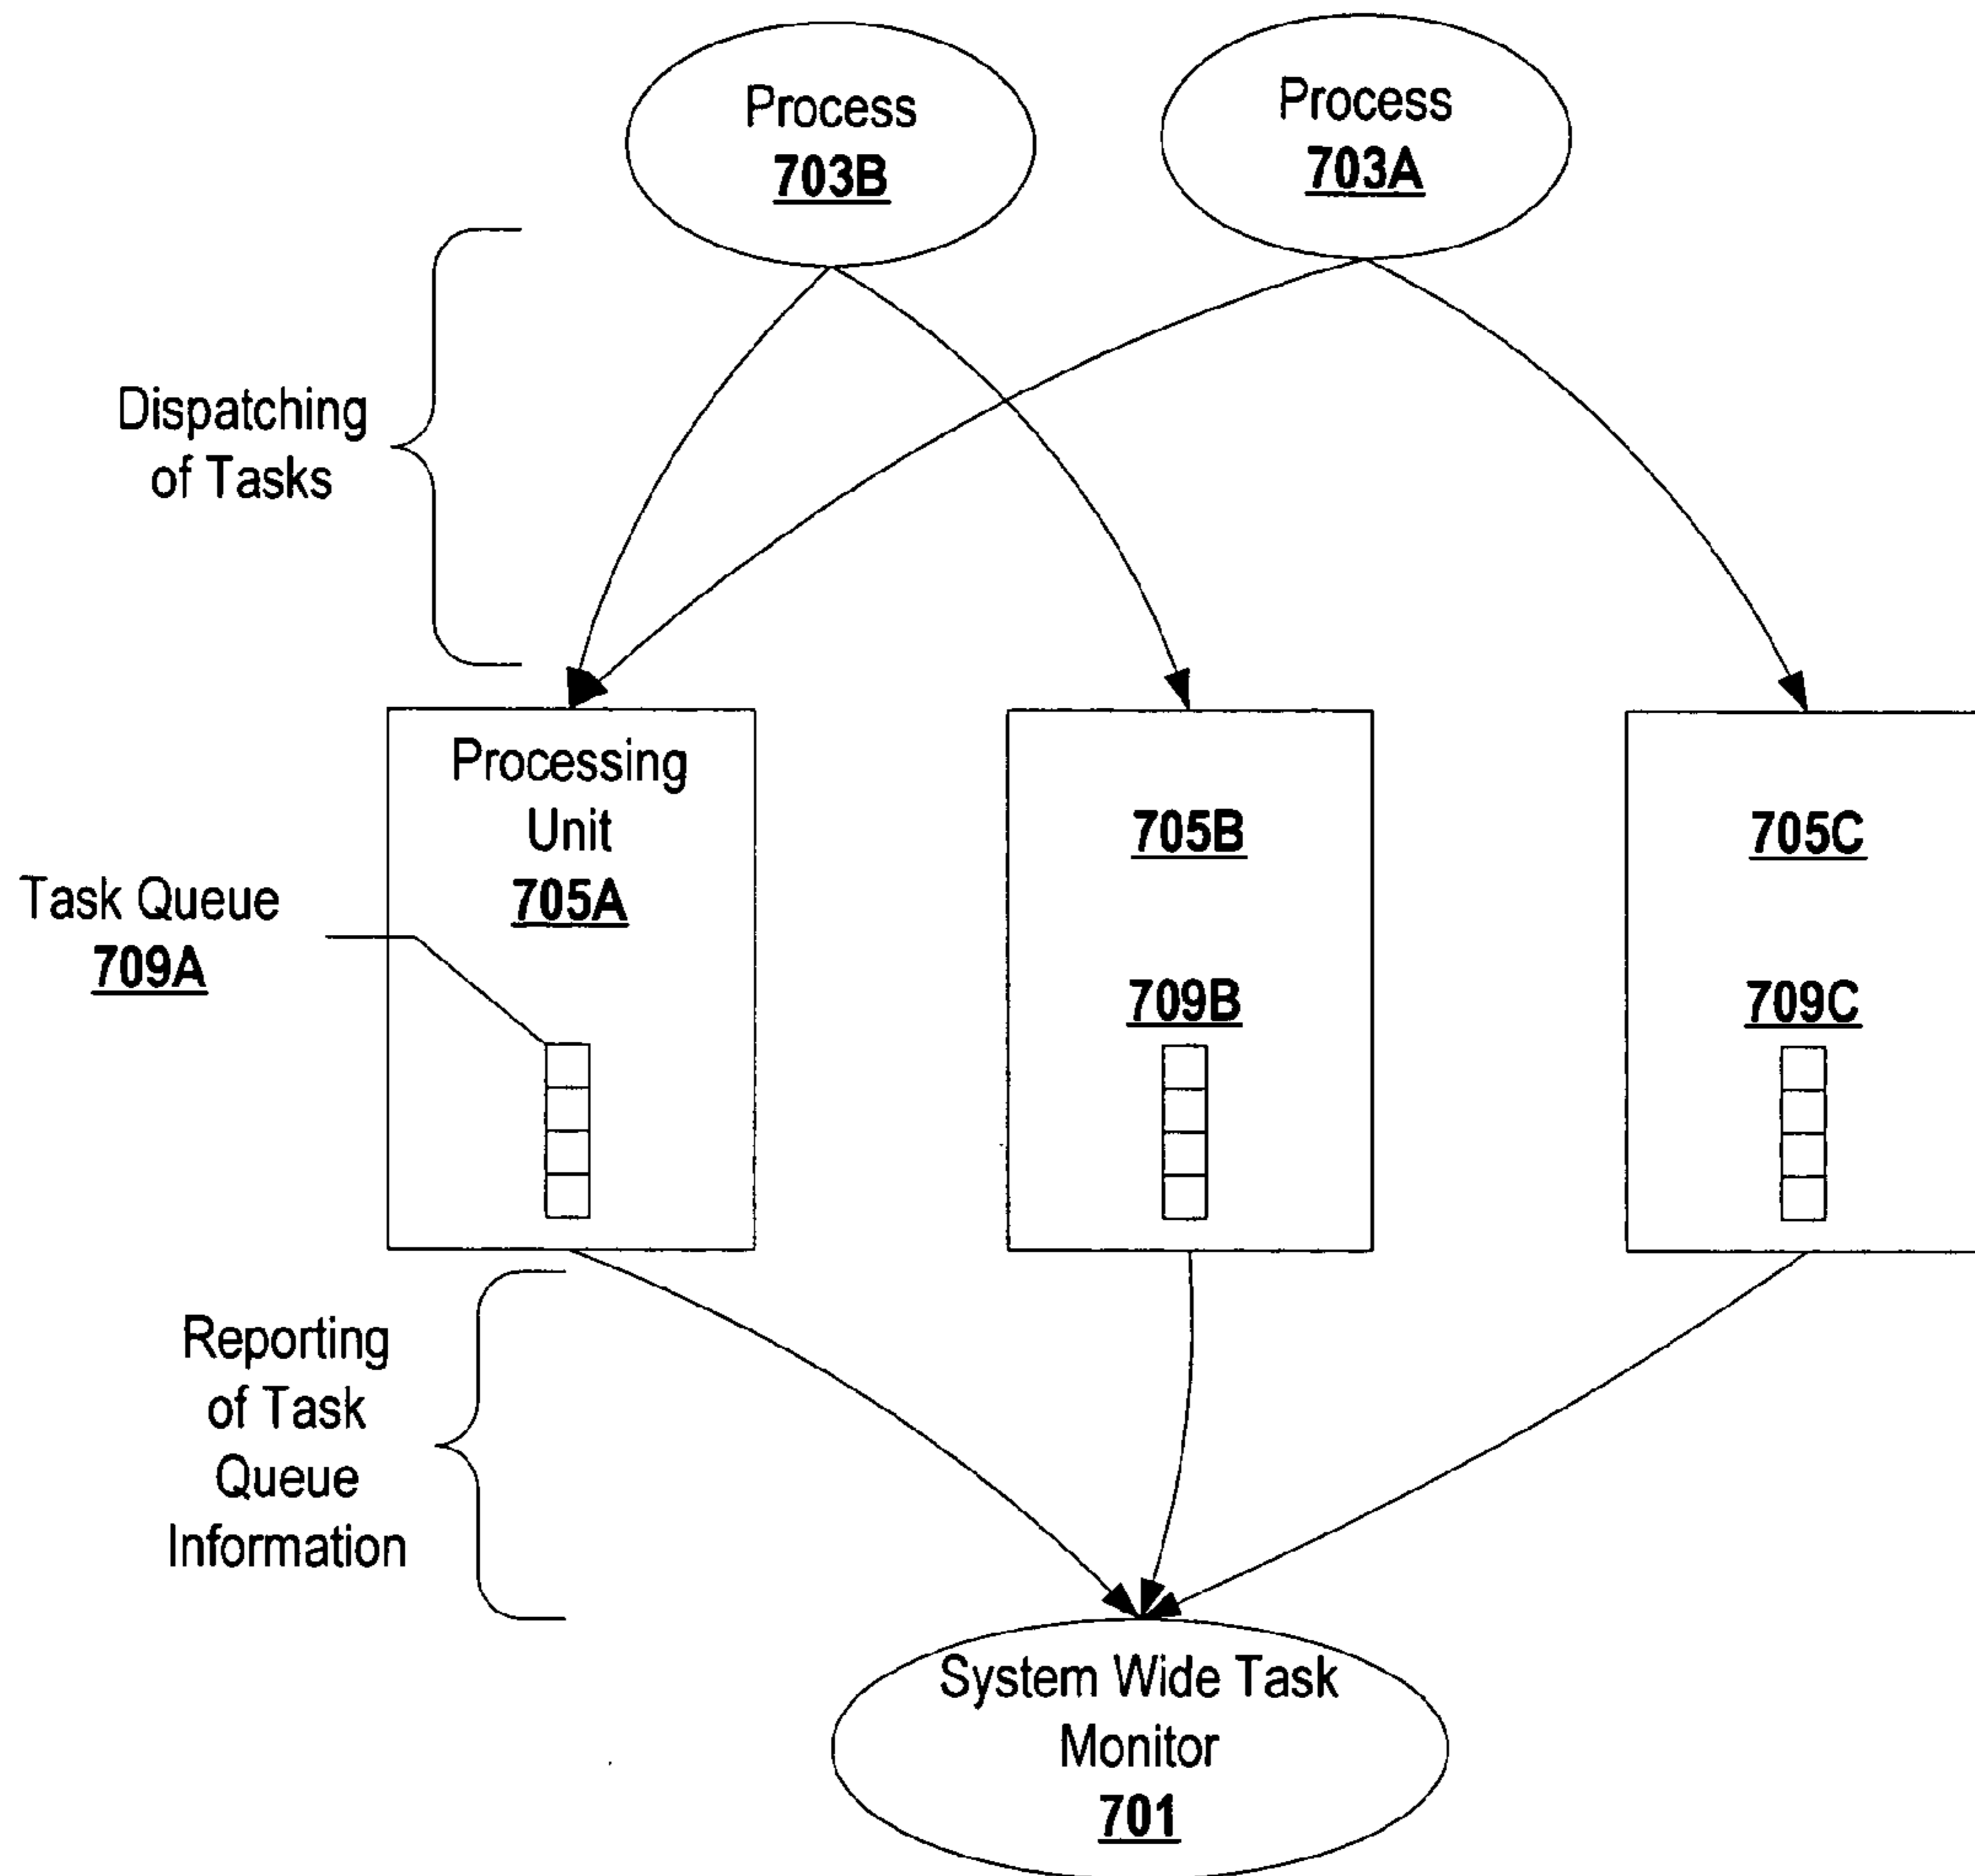 Process
703B
Process
703A
Dispatching
of Tasks
Processing
Unit
705A
705B
705C
Task Queue
709A
709B
709C
Reporting
of Task
Queue
Information
System Wide Task
Monitor
701